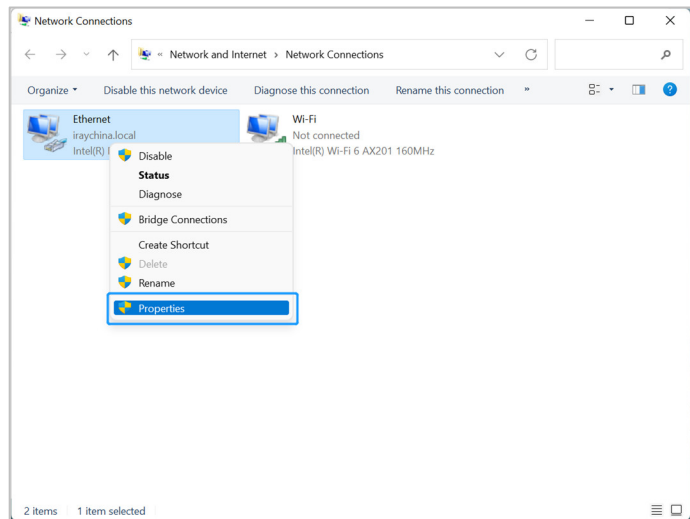 Network Connections
« Network and Internet > Network Connections
Organize Disable this network device Diagnose this connection Rename this connection »
Ethernet
iraychina.local
Intel(R)
Wi-Fi
Not connected
Intel(R) Wi-Fi 6 AX201 160MHz
Disable
Status
Diagnose
Bridge Connections
Create Shortcut
Delete
Rename
Properties
2 items 1 item selected